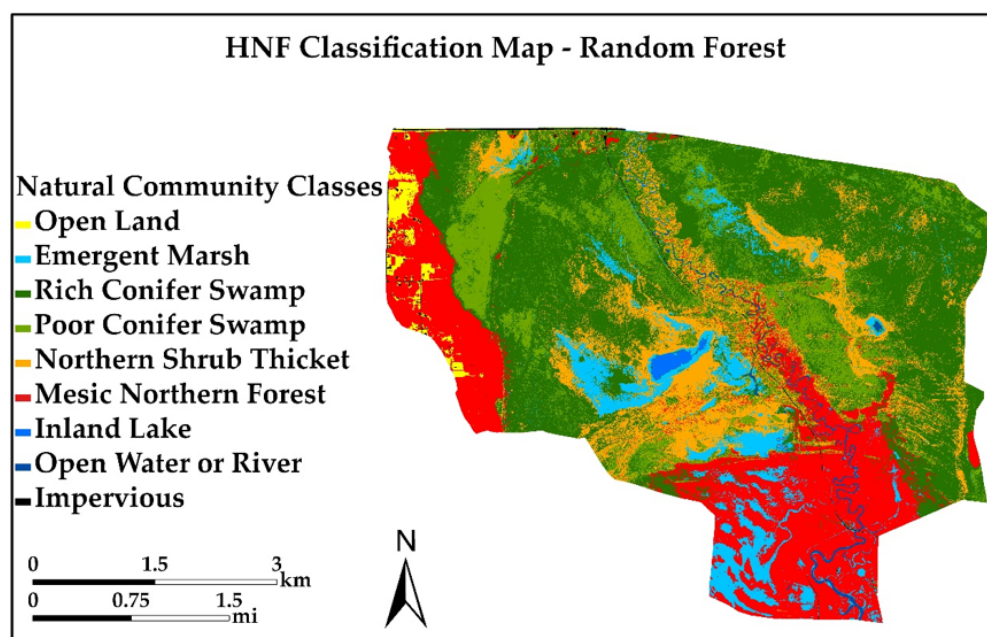 HNF Classification Map - Random Forest
Natural Community Classes
Open Land
Emergent Marsh
Rich Conifer Swamp
Poor Conifer Swamp
Northern Shrub Thicket
Mesic Northern Forest
Inland Lake
Open Water or River
Impervious
N
0 1.5 3
km
0 0.75 1.5
mi